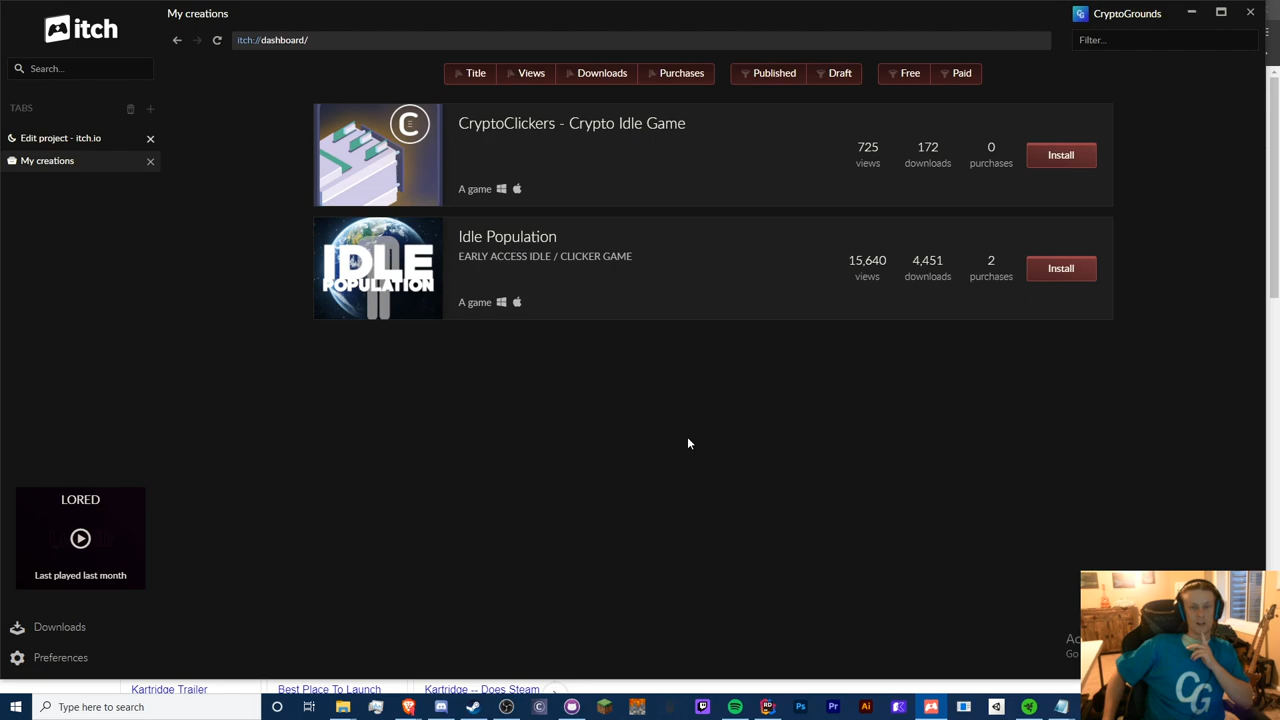 itch
My creations
CryptoGrounds
itch://dashboard/
Filter...
Search...
TABS
Edit project - itch.io
My creations
Title
Views
Downloads
Purchases
Published
Draft
Free
Paid
CryptoClickers - Crypto Idle Game
A game
725
views
172
downloads
0
purchases
Install
IDLE
POPULATION
Idle Population
EARLY ACCESS IDLE / CLICKER GAME
A game
15,640
views
4,451
downloads
2
purchases
Install
LORED
Last played last month
Downloads
Preferences
Go
Kartridge Trailer
Best Place To Launch
Kartridge -- Does Steam
Type here to search